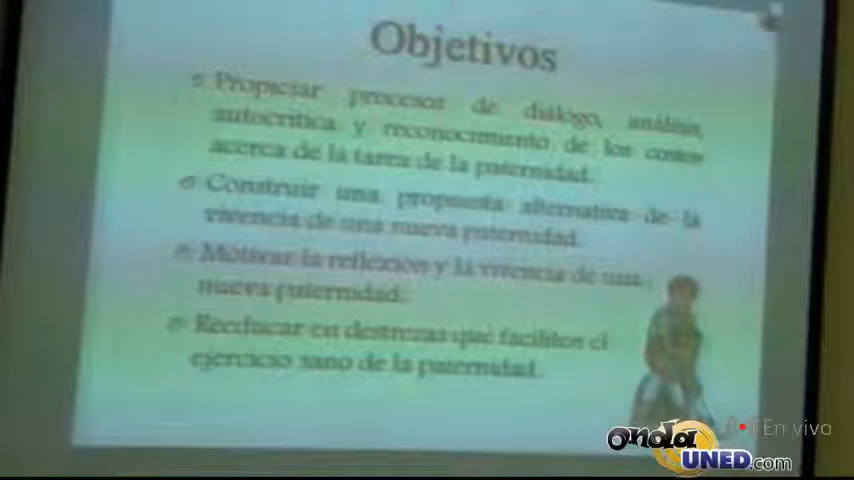 Objetivos
Propiciar procesos de diálogo, análisis,
autocrítica y reconocimiento de los costos
acerca de la tarea de la paternidad.
Construir una propuesta alternativa de la
vivencia de una nueva paternidad.
Motivar la reflexión y la vivencia de una
nueva paternidad.
Reeducar en destrezas que faciliten el
ejercicio sano de la paternidad.
En vivo
onda
UNED.com